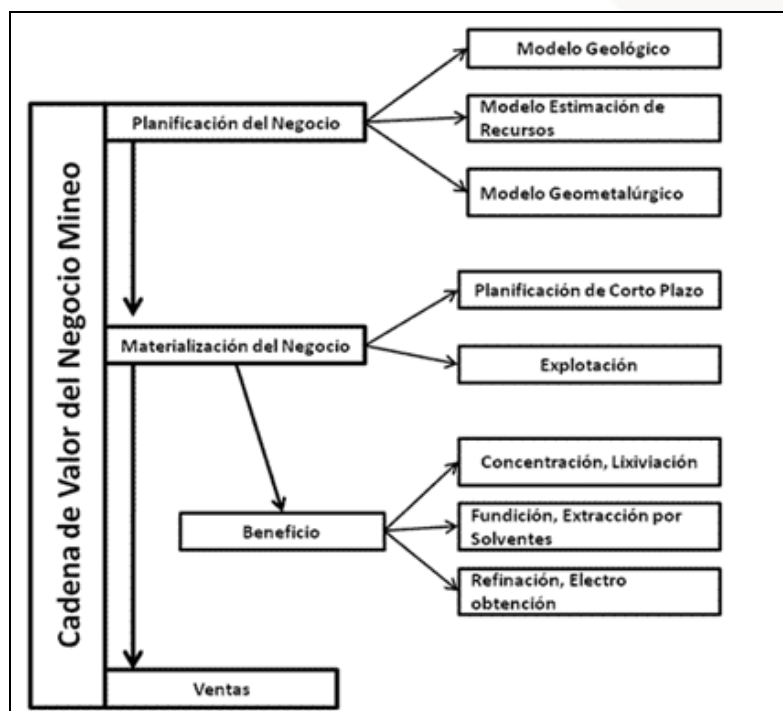 Cadena de Valor del Negocio Mineo
Planificación del Negocio
Modelo Geológico
Modelo Estimación de
Recursos
Modelo Geometalúrgico
Materialización del Negocio
Planificación de Corto Plazo
Explotación
Beneficio
Concentración, Lixiviación
Fundición, Extracción por
Solventes
Refinación, Electro
obtención
Ventas